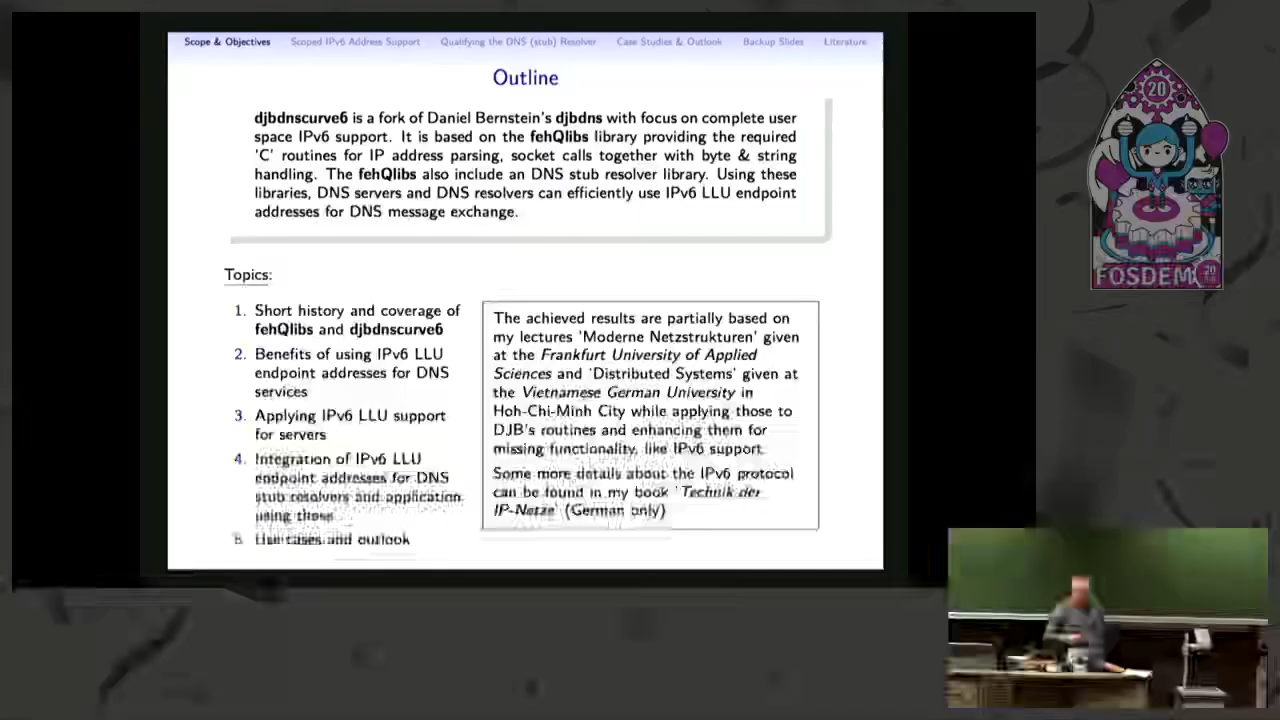 Scope & Objectives Scoped IPv6 Address Support Qualifying the DNS (stub) Resolver Case Studies & Outlook Backup Slides Literature
Outline
djbdnscurve6 is a fork of Daniel Bernstein's djbdns with focus on complete user
space IPv6 support. It is based on the fehQlibs library providing the required
'C' routines for IP address parsing, socket calls together with byte & string
handling. The fehQlibs also include an DNS stub resolver library. Using these
libraries, DNS servers and DNS resolvers can efficiently use IPv6 LLU endpoint
addresses for DNS message exchange.
Topics:
1. Short history and coverage of
fehQlibs and djbdnscurve6
2. Benefits of using IPv6 LLU
endpoint addresses for DNS
services
3. Applying IPv6 LLU support
for servers
4. Integration of IPv6 LLU
endpoint addresses for DNS
stub resolvers and application
using those
5. Use cases and outlook
The achieved results are partially based on
my lectures 'Moderne Netzstrukturen' given
at the Frankfurt University of Applied
Sciences and 'Distributed Systems' given at
the Vietnamese German University in
Hoh-Chi-Minh City while applying those to
DJB's routines and enhancing them for
missing functionality, like IPv6 support.
Some more details about the IPv6 protocol
can be found in my book 'Technik der
IP-Netze' (German only)
20
FOSDEM 20